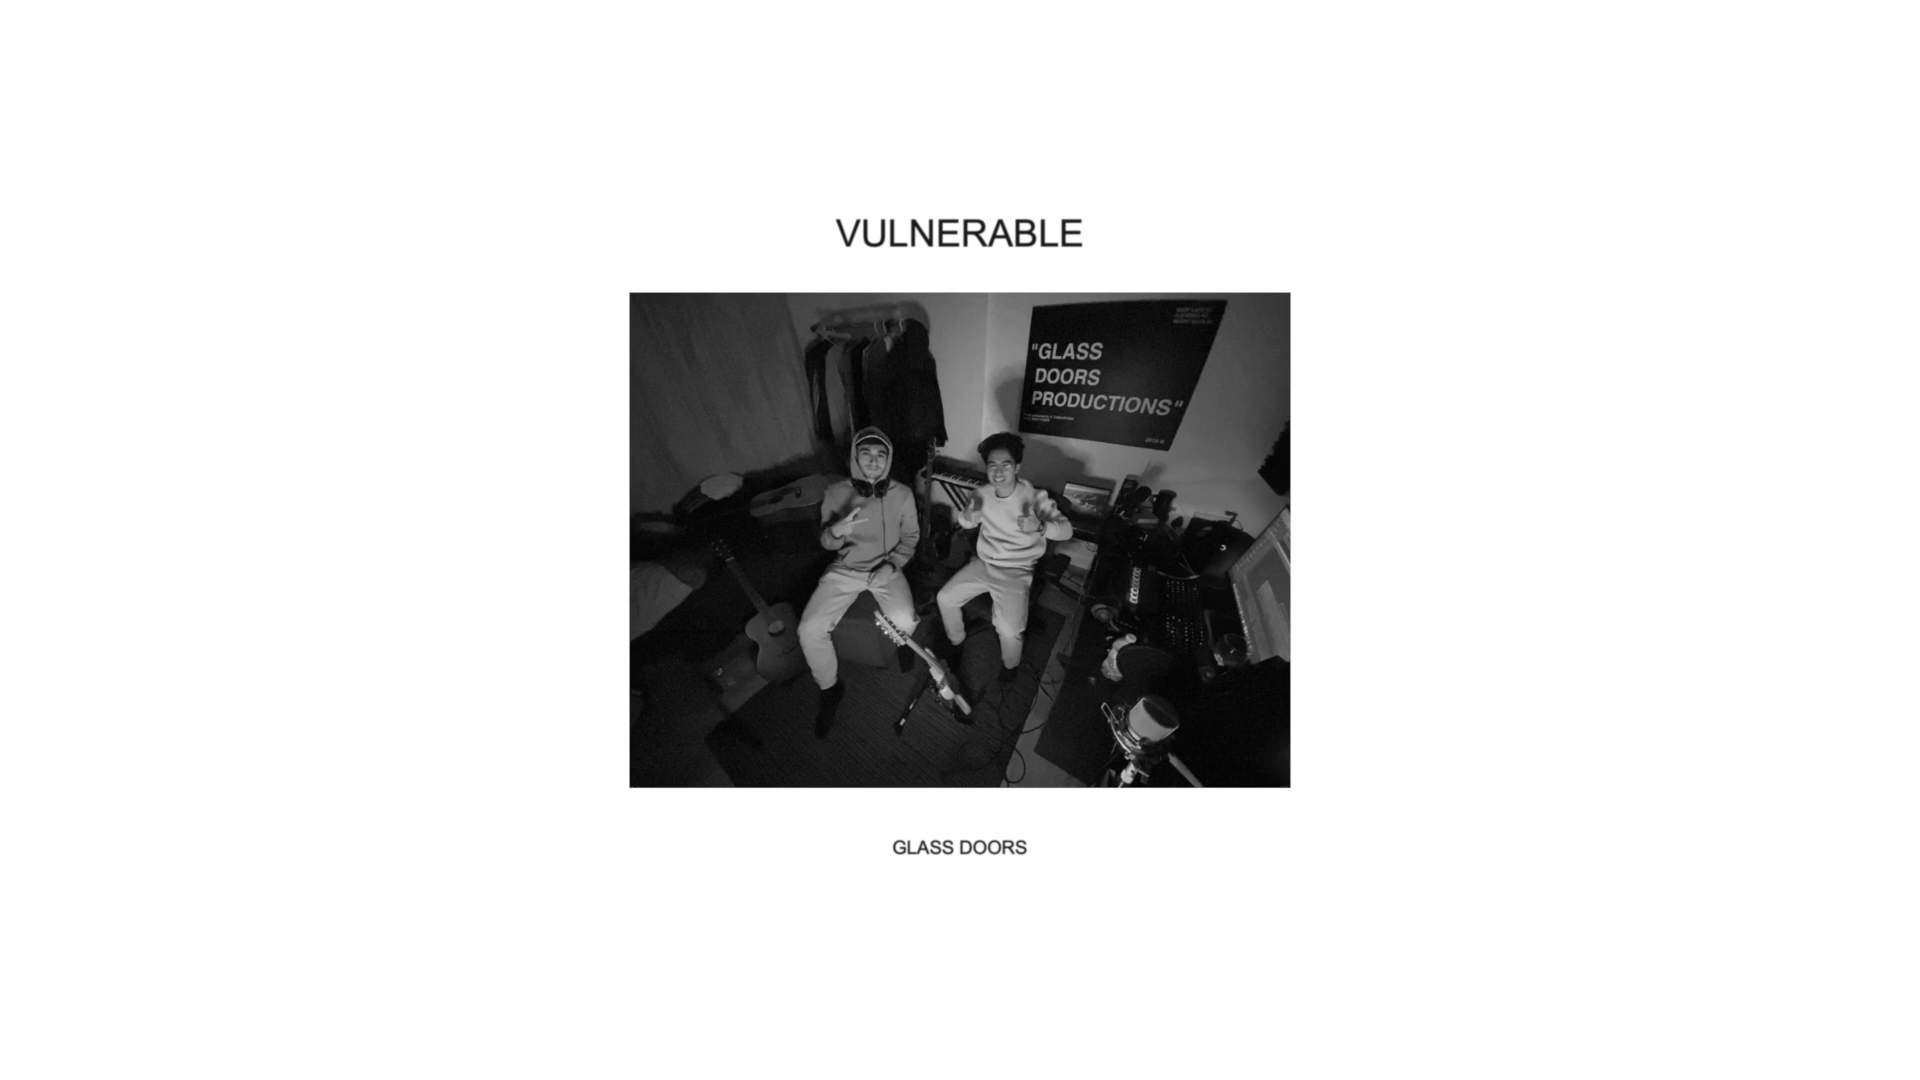 VULNERABLE
"GLASS
DOORS
PRODUCTIONS"
GLASS DOORS